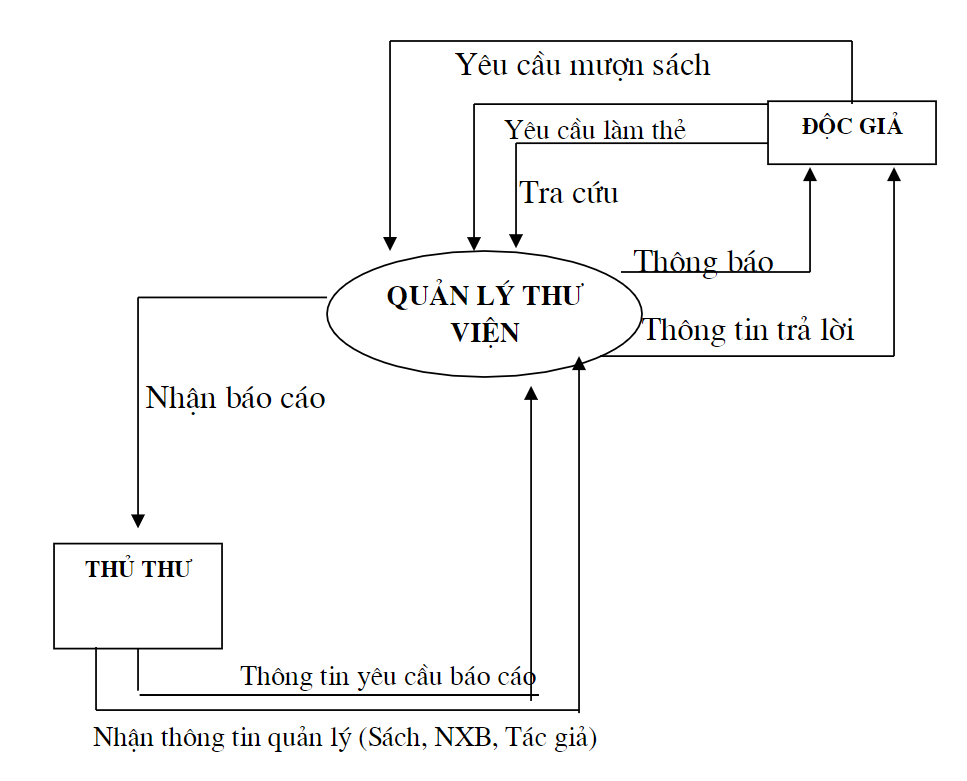 Yêu cầu mượn sách
ĐỘC GIẢ
Yêu cầu làm thẻ
Tra cứu
Thông báo
QUẢN LÝ THƯ
VIỆN
Thông tin trả lời
Nhận báo cáo
THỦ THƯ
Thông tin yêu cầu báo cáo
Nhận thông tin quản lý (Sách, NXB, Tác giả)